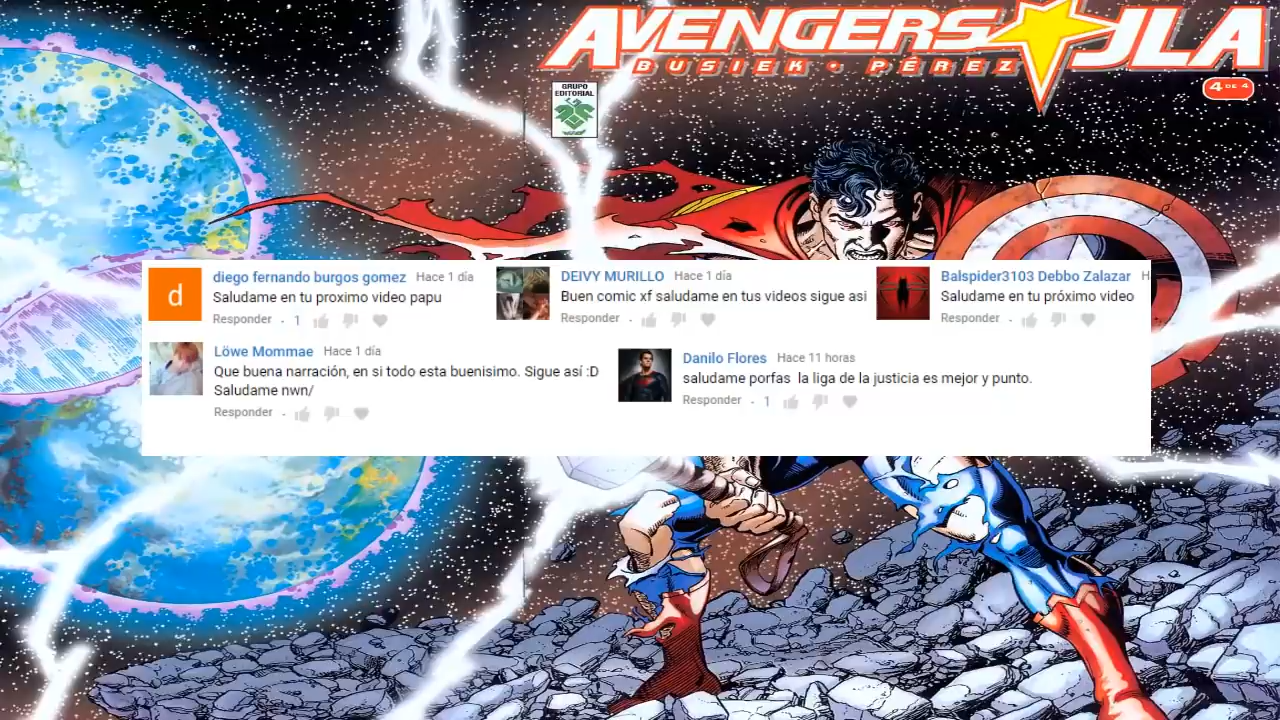 AVENGERS JLA
BUSIEK • PÉREZ
4 DE 4
GRUPO
EDITORIAL
VID
d
diego fernando burgos gomez Hace 1 día
Saludame en tu proximo video papu
Responder · 1
DEIVY MURILLO Hace 1 día
Buen comic xf saludame en tus videos sigue asi
Responder ·
Balspider3103 Debbo Zalazar H
Saludame en tu próximo video
Responder ·
Löwe Mommae Hace 1 día
Que buena narración, en si todo esta buenisimo. Sigue así :D
Saludame nwn/
Responder ·
Danilo Flores Hace 11 horas
saludame porfas la liga de la justicia es mejor y punto.
Responder · 1